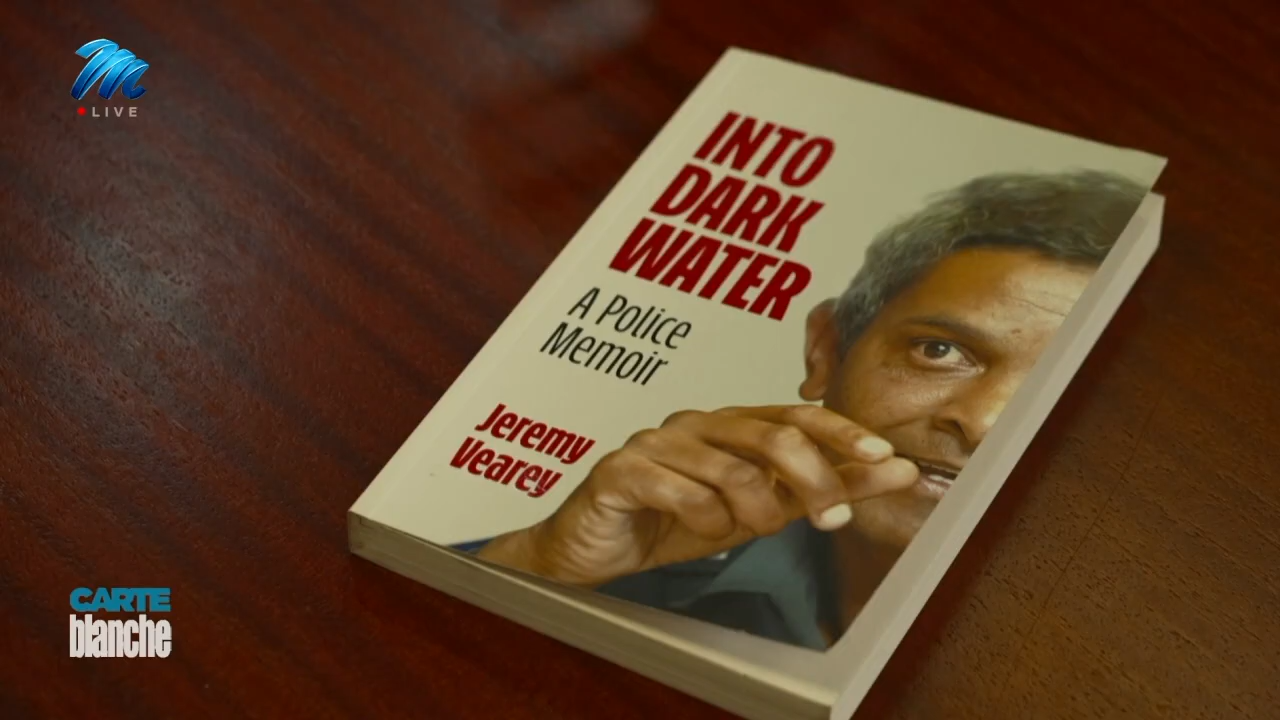 LIVE
INTO
DARK
WATER
A Police
Memoir
Jeremy
Vearey
CARTE
blanche